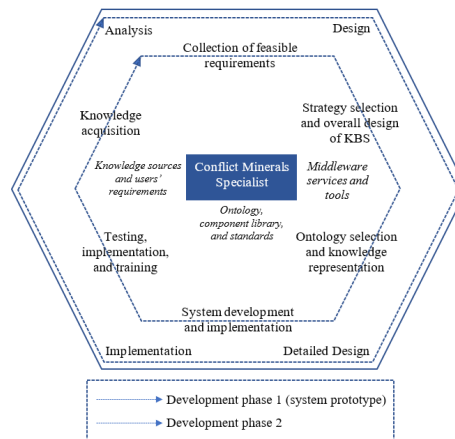 Analysis
Design
Collection of feasible
requirements
Knowledge
acquisition
Strategy selection
and overall design
of KBS
Knowledge sources
and users'
requirements
Conflict Minerals
Specialist
Middleware
services and
tools
Ontology,
component library,
and standards
Testing,
implementation,
and training
Ontology selection
and knowledge
representation
System development
and implementation
Implementation
Detailed Design
Development phase 1 (system prototype)
Development phase 2